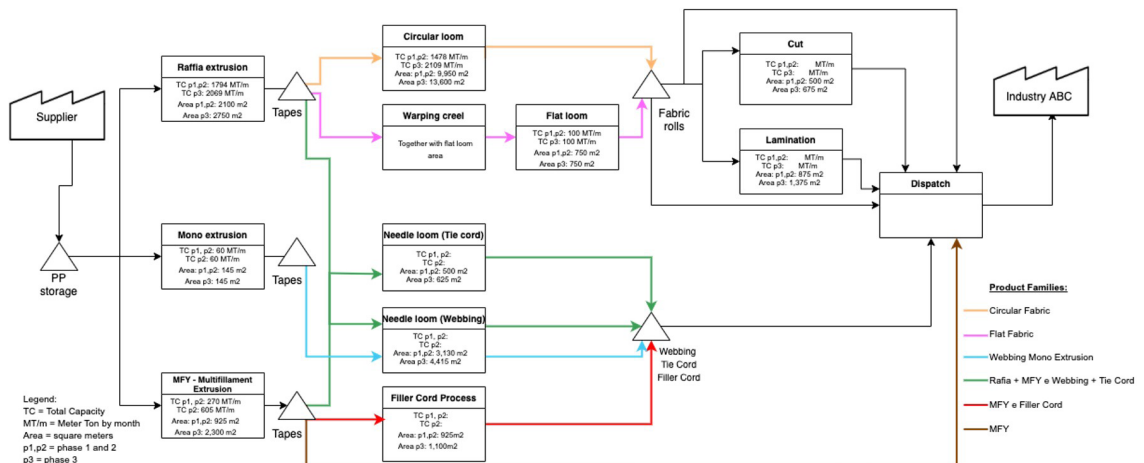 Supplier
PP
storage
Raffia extrusion
TC p1,p2: 1794 MT/m
TC p3: 2069 MT/m
Area p1,p2: 2100 m2
Area p3: 2750 m2
Tapes
Mono extrusion
TC p1, p2: 60 MT/m
TC p2: 60 MT/m
Area: p1,p2: 145 m2
Area p3: 145 m2
Tapes
MFY - Multifillament
Extrusion
TC p1, p2: 270 MT/m
TC p2: 605 MT/m
Area: p1,p2: 925 m2
Area p3: 2,300 m2
Tapes
Circular loom
TC p1,p2: 1478 MT/m
TC p3: 2109 MT/m
Area: p1,p2: 9,950 m2
Area p3: 13,600 m2
Warping creel
Together with flat loom
area
Flat loom
TC p1,p2: 100 MT/m
TC p3: 100 MT/m
Area p1,p2: 750 m2
Area p3: 750 m2
Fabric
rolls
Needle loom (Tie cord)
TC p1, p2:
TC p2:
Area: p1,p2: 500 m2
Area p3: 625 m2
Needle loom (Webbing)
TC p1, p2:
TC p2:
Area: p1,p2: 3,130 m2
Area p3: 4,415 m2
Filler Cord Process
TC p1, p2:
TC p2:
Area: p1,p2: 925m2
Area p3: 1,100m2
Webbing
Tie Cord
Filler Cord
Cut
TC p1,p2: MT/m
TC p3: MT/m
Area: p1,p2: 500 m2
Area p3: 675 m2
Lamination
TC p1,p2: MT/m
TC p3: MT/m
Area: p1,p2: 875 m2
Area p3: 1,375 m2
Dispatch
Industry ABC
Product Families:
Circular Fabric
Flat Fabric
Webbing Mono Extrusion
Rafia + MFY e Webbing + Tie Cord
MFY e Filler Cord
MFY
Legend:
TC = Total Capacity
MT/m = Meter Ton by month
Area = square meters
p1,p2 = phase 1 and 2
p3 = phase 3